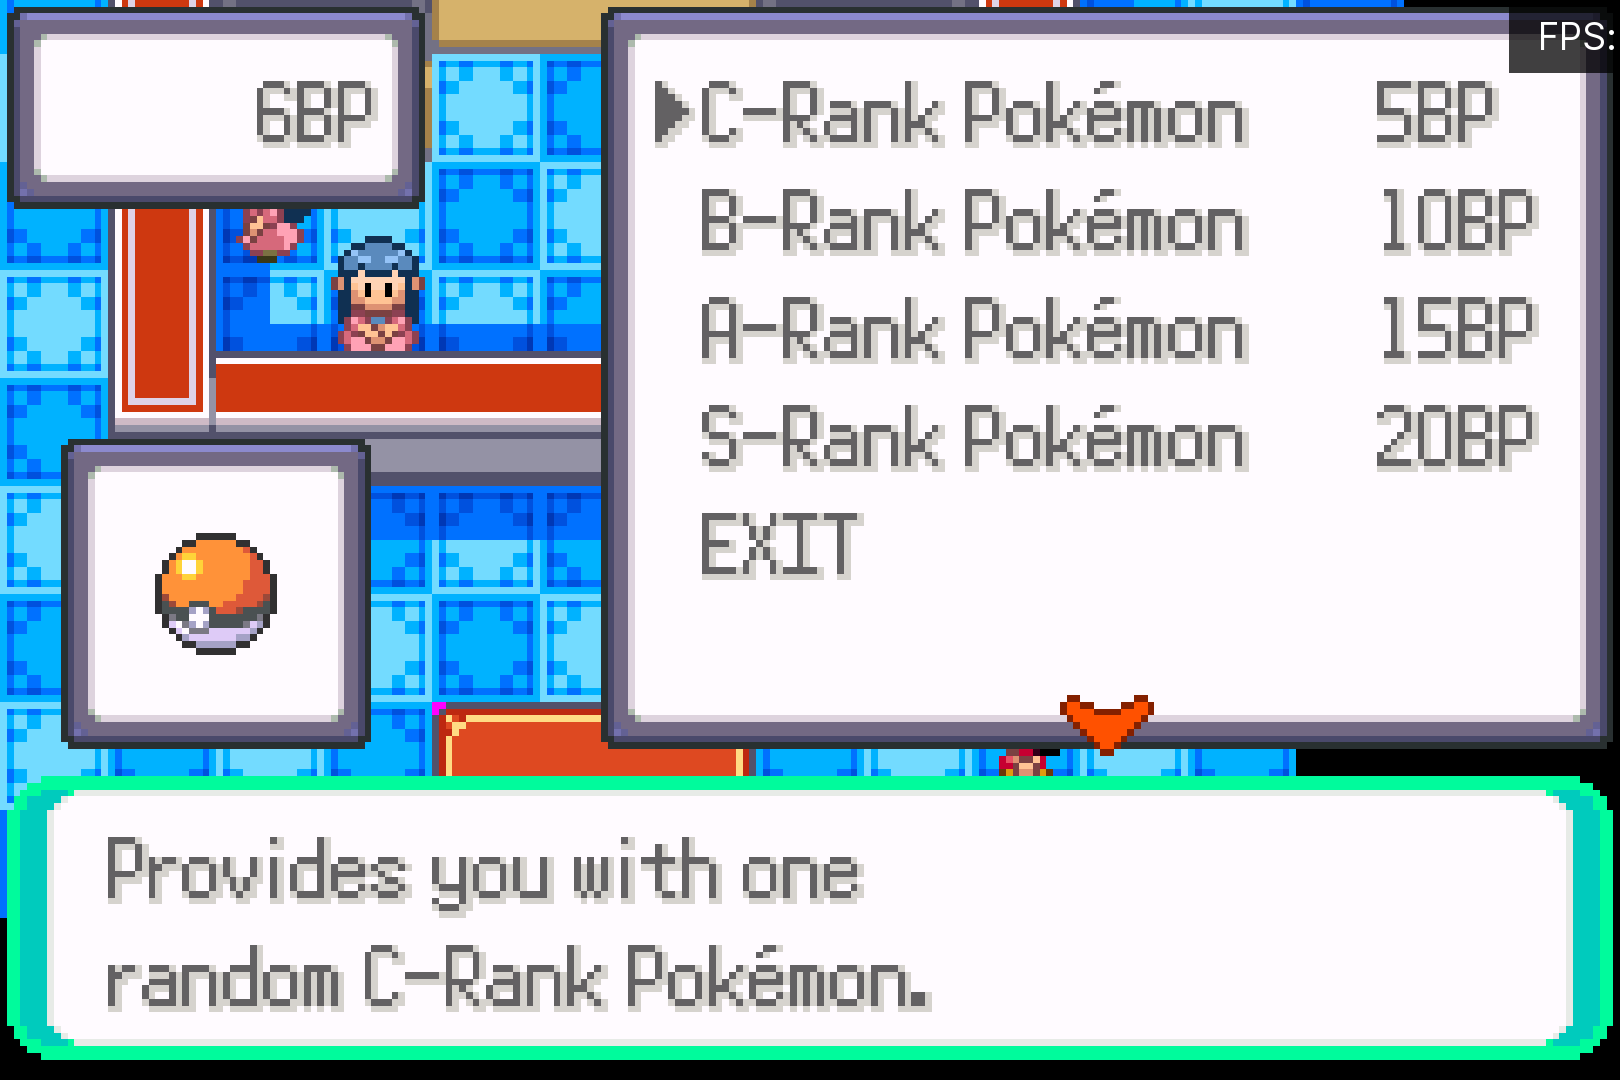 6BP
FPS:
C-Rank Pokémon 5BP
B-Rank Pokémon 10BP
A-Rank Pokémon 15BP
S-Rank Pokémon 20BP
EXIT
Provides you with one
random C-Rank Pokémon.